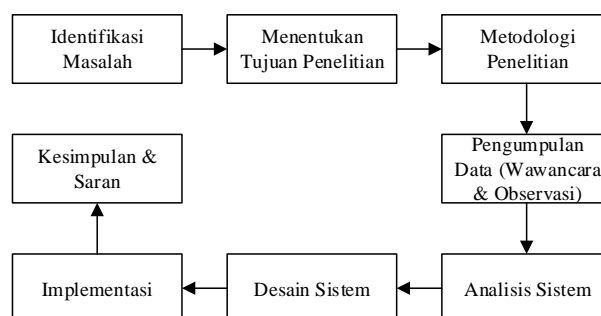 Identifikasi
Masalah
Menentukan
Tujuan Penelitian
Metodologi
Penelitian
Pengumpulan
Data (Wawancara
& Observasi)
Analisis Sistem
Desain Sistem
Implementasi
Kesimpulan &
Saran